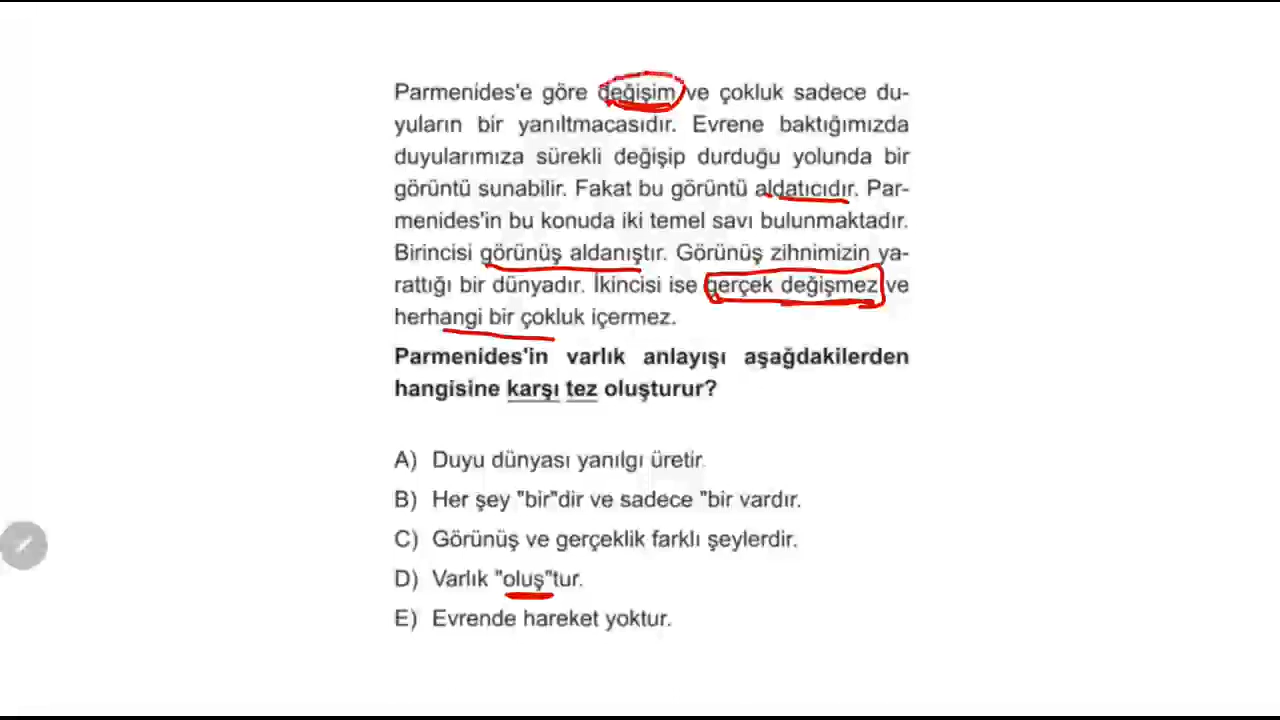 Parmenides'e göre değişim ve çokluk sadece du-
yuların bir yanıltmacasıdır. Evrene baktığımızda
duyularımıza sürekli değişip durduğu yolunda bir
görüntü sunabilir. Fakat bu görüntü aldatıcıdır. Par-
menides'in bu konuda iki temel savı bulunmaktadır.
Birincisi görünüş aldanıştır. Görünüş zihnimizin ya-
rattığı bir dünyadır. İkincisi ise gerçek değişmez ve
herhangi bir çokluk içermez.
Parmenides'in varlık anlayışı aşağdakilerden
hangisine karşı tez oluşturur?
A) Duyu dünyası yanılgı üretir.
B) Her şey "bir"dir ve sadece "bir vardır.
C) Görünüş ve gerçeklik farklı şeylerdir.
D) Varlık "oluş"tur.
E) Evrende hareket yoktur.